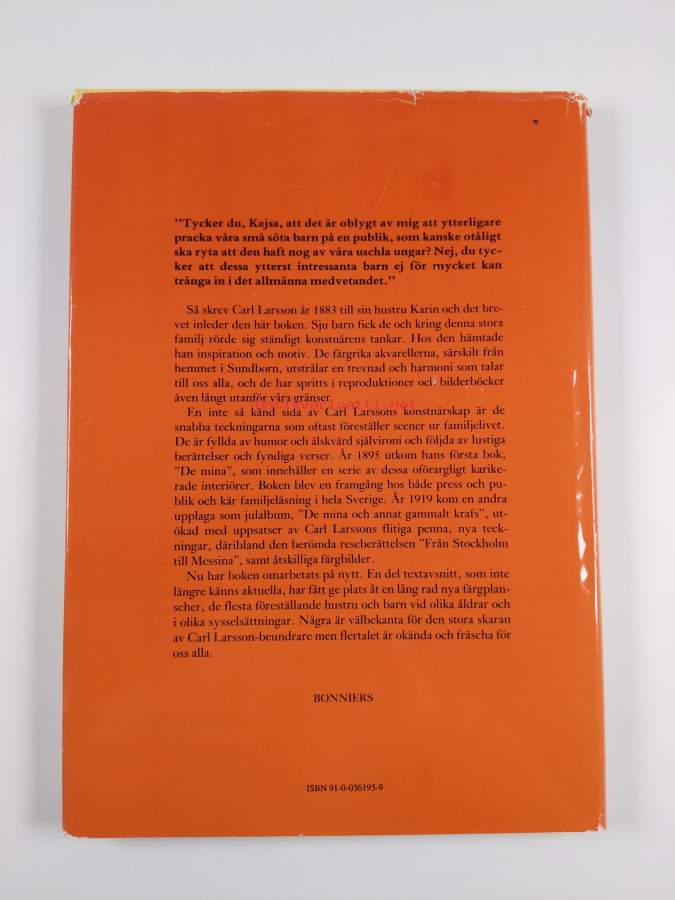 ”Tycker du, Kajsa, att det är oblygt av mig att ytterligare
pracka våra små söta barn på en publik, som kanske otåligt
ska ryta att den haft nog av våra uschla ungar? Nej, du tyc-
ker att dessa ytterst intressanta barn ej för mycket kan
tränga in i det allmänna medvetandet.”
Så skrev Carl Larsson år 1883 till sin hustru Karin och det bre-
vet inleder den här boken. Sju barn fick de och kring denna stora
familj rörde sig ständigt konstnärens tankar. Hos den hämtade
han inspiration och motiv. De färgrika akvarellerna, särskilt från
hemmet i Sundborn, utstrålar en trevnad och harmoni som talar
till oss alla, och de har spritts i reproduktioner och bilderböcker
även långt utanför våra gränser.
antikvariaatti.net
En inte så känd sida av Carl Larssons konstnärskap är de
snabba teckningarna som oftast föreställer scener ur familjelivet.
De är fyllda av humor och älskvärd självironi och följda av lustiga
berättelser och fyndiga verser. År 1895 utkom hans första bok,
”De mina”, som innehåller en serie av dessa oförargligt karike-
rade interiörer. Boken blev en framgång hos både press och pu-
blik och kär familjeläsning i hela Sverige. År 1919 kom en andra
upplaga som julalbum, ”De mina och annat gammalt krafs”, ut-
ökad med uppsatser av Carl Larssons flitiga penna, nya teck-
ningar, däribland den berömda reseberättelsen ”Från Stockholm
till Messina”, samt åtskilliga färgbilder.
Nu har boken omarbetats på nytt. En del textavsnitt, som inte
längre känns aktuella, har fått ge plats åt en lång rad nya färgplan-
scher, de flesta föreställande hustru och barn vid olika åldrar och
i olika sysselsättningar. Några är välbekanta för den stora skaran
av Carl Larsson-beundrare men flertalet är okända och fräscha för
oss alla.
BONNIERS
ISBN 91-0-056195-9